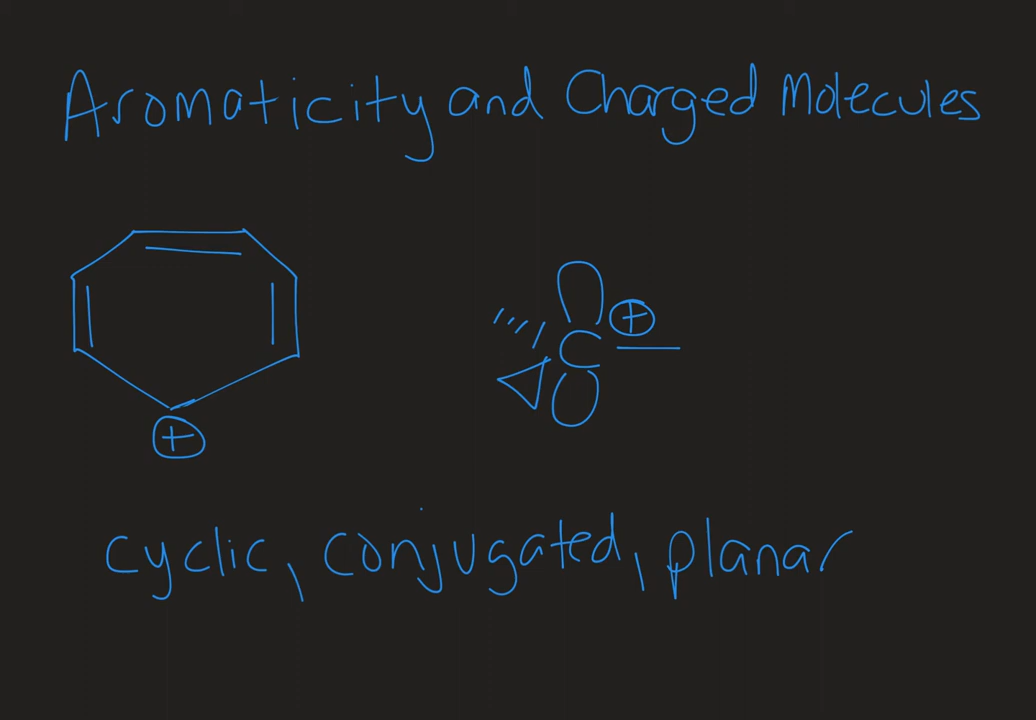 Aromaticity and Charged Molecules
+
C +
cyclic, conjugated, planar